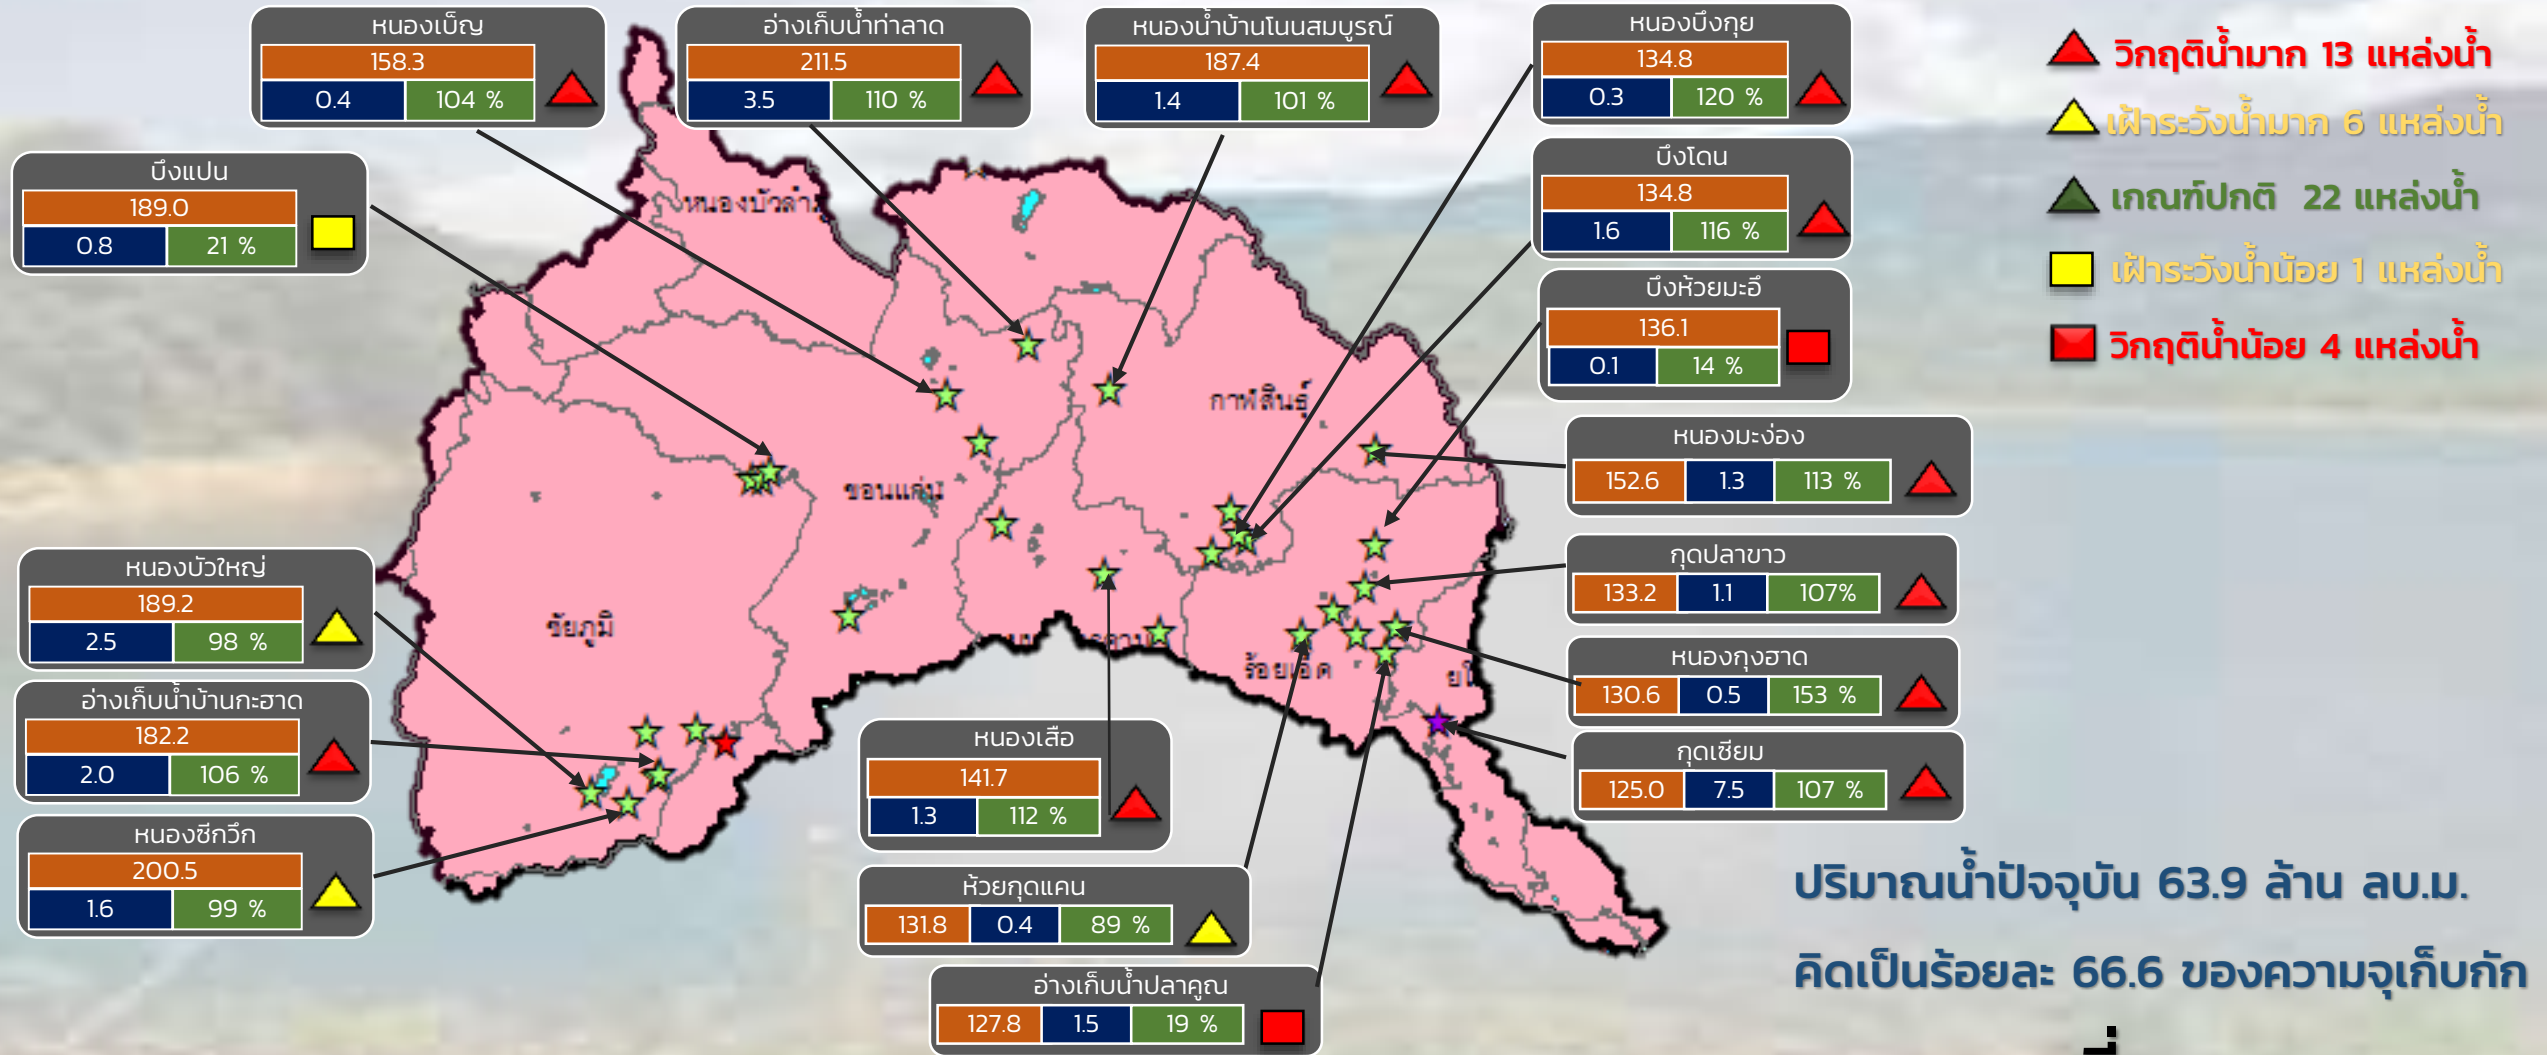 หนองเบ็ญ
158.3
0.4 104 %
อ่างเก็บน้ำท่าลาด
211.5
3.5 110 %
หนองน้ำบ้านโนนสมบูรณ์
187.4
1.4 101 %
หนองบึงกุย
134.8
0.3 120 %
วิกฤติน้ำมาก 13 แหล่งน้ำ
เฝ้าระวังน้ำมาก 6 แหล่งน้ำ
เกณฑ์ปกติ 22 แหล่งน้ำ
เฝ้าระวังน้ำน้อย 1 แหล่งน้ำ
วิกฤติน้ำน้อย 4 แหล่งน้ำ
บึงแปน
189.0
0.8 21 %
บึงโดน
134.8
1.6 116 %
บึงห้วยมะอึ
136.1
0.1 14 %
หนองบัวลำภู
กาฬสินธุ์
ขอนแก่น
ชัยภูมิ
ร้อยเอ็ด
หนองมะง่อง
152.6 1.3 113 %
กุดปลาขาว
133.2 1.1 107%
หนองกุงฮาด
130.6 0.5 153 %
กุดเชียม
125.0 7.5 107 %
หนองบัวใหญ่
189.2
2.5 98 %
อ่างเก็บน้ำบ้านกะฮาด
182.2
2.0 106 %
หนองซีกวึก
200.5
1.6 99 %
หนองเสือ
141.7
1.3 112 %
ห้วยกุดแคน
131.8 0.4 89 %
อ่างเก็บน้ำปลาคูณ
127.8 1.5 19 %
ปริมาณน้ำปัจจุบัน 63.9 ล้าน ลบ.ม.
คิดเป็นร้อยละ 66.6 ของความจุเก็บกัก